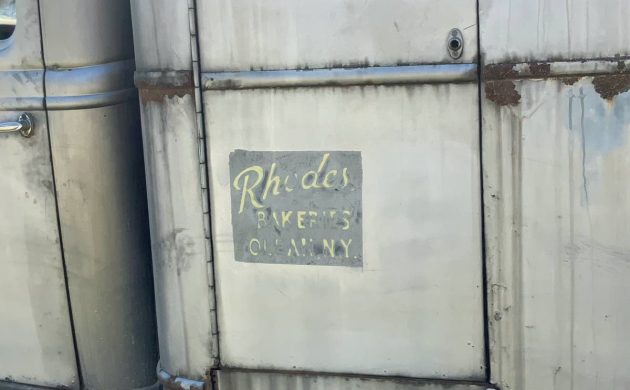 Rhodes
BAKERIES
OLEAN N.Y.